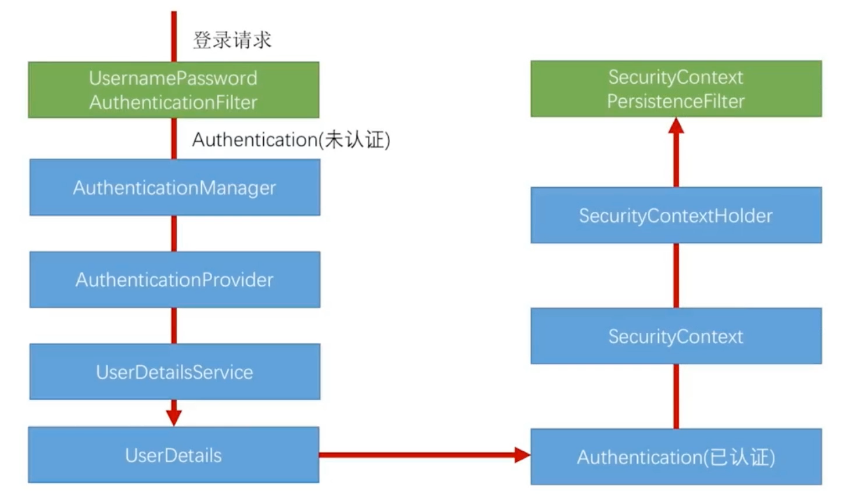 登录请求
UsernamePassword
AuthenticationFilter
Authentication(未认证)
AuthenticationManager
AuthenticationProvider
UserDetailsService
UserDetails
SecurityContext
PersistenceFilter
SecurityContextHolder
SecurityContext
Authentication(已认证)